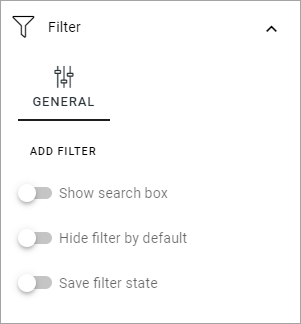 Filter
GENERAL
ADD FILTER
Show search box
Hide filter by default
Save filter state